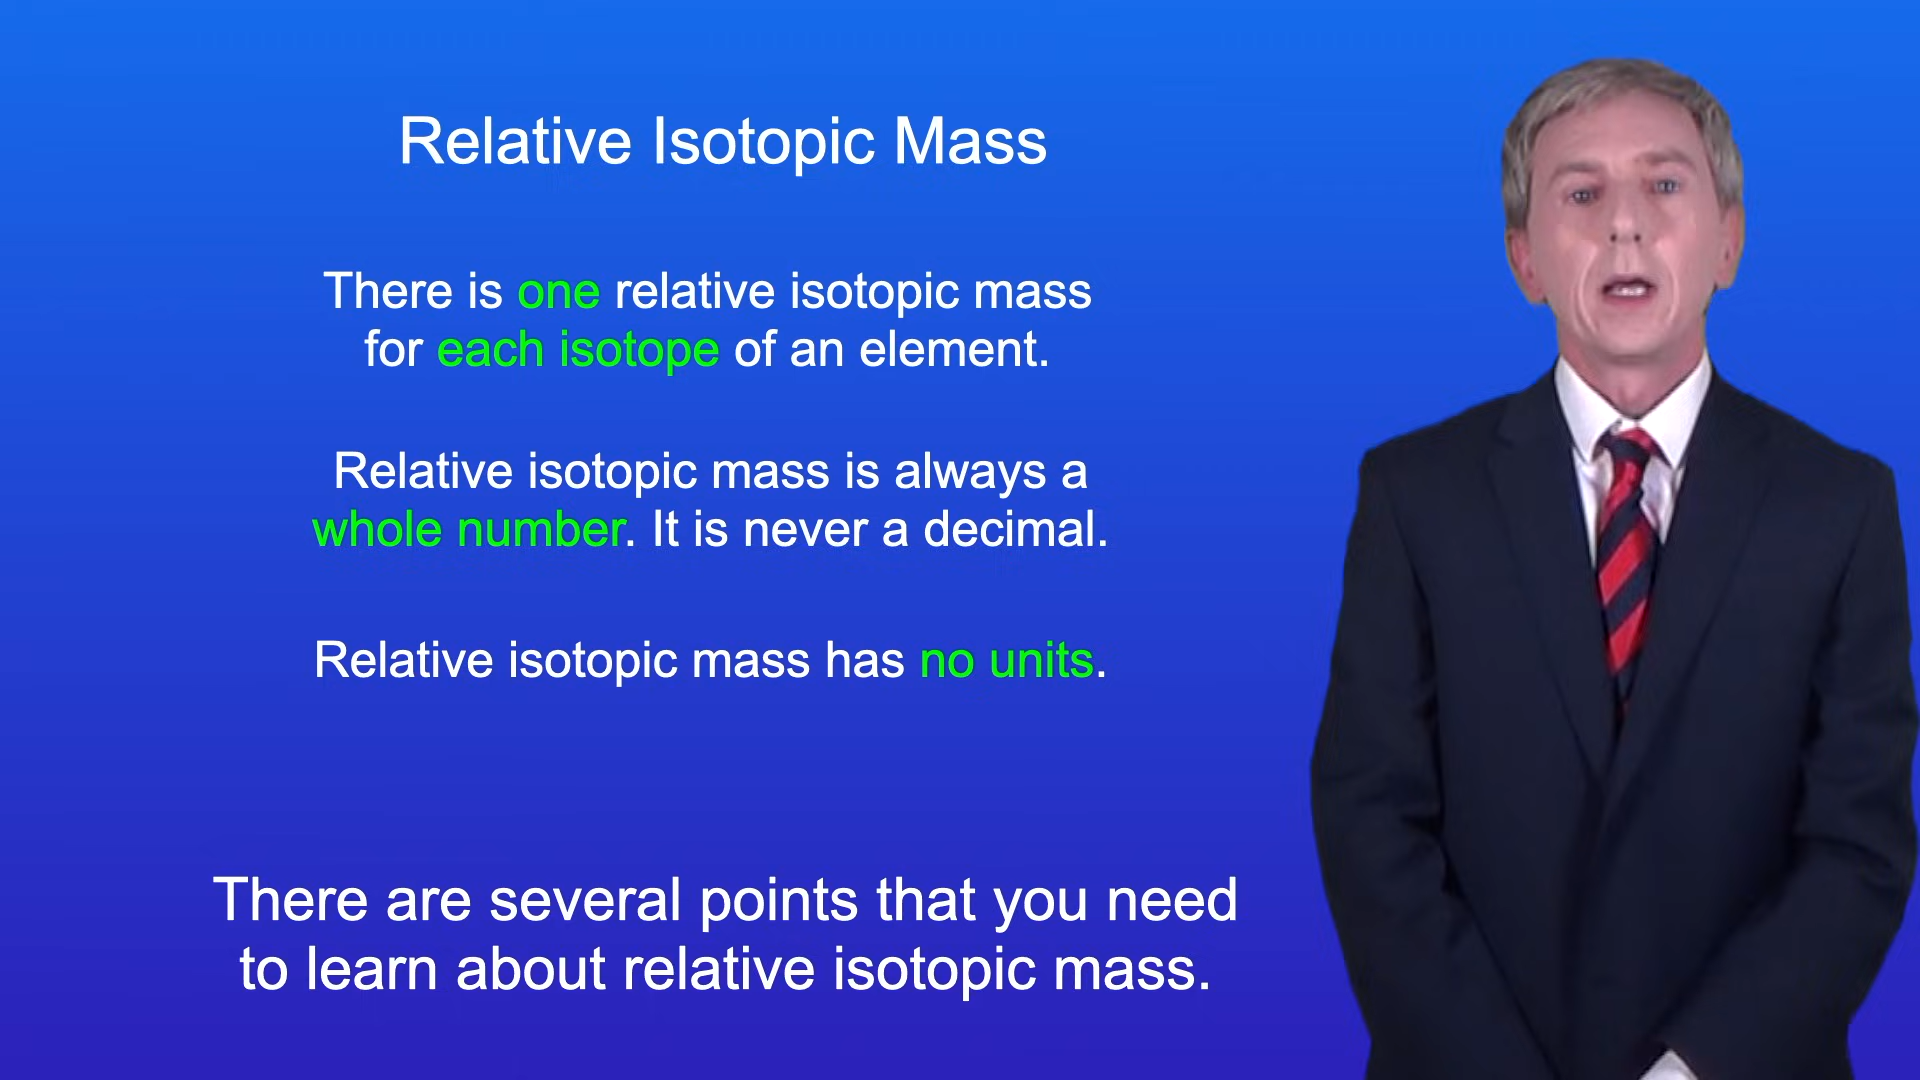 Relative Isotopic Mass
There is one relative isotopic mass
for each isotope of an element.
Relative isotopic mass is always a
whole number. It is never a decimal.
Relative isotopic mass has no units.
There are several points that you need
to learn about relative isotopic mass.